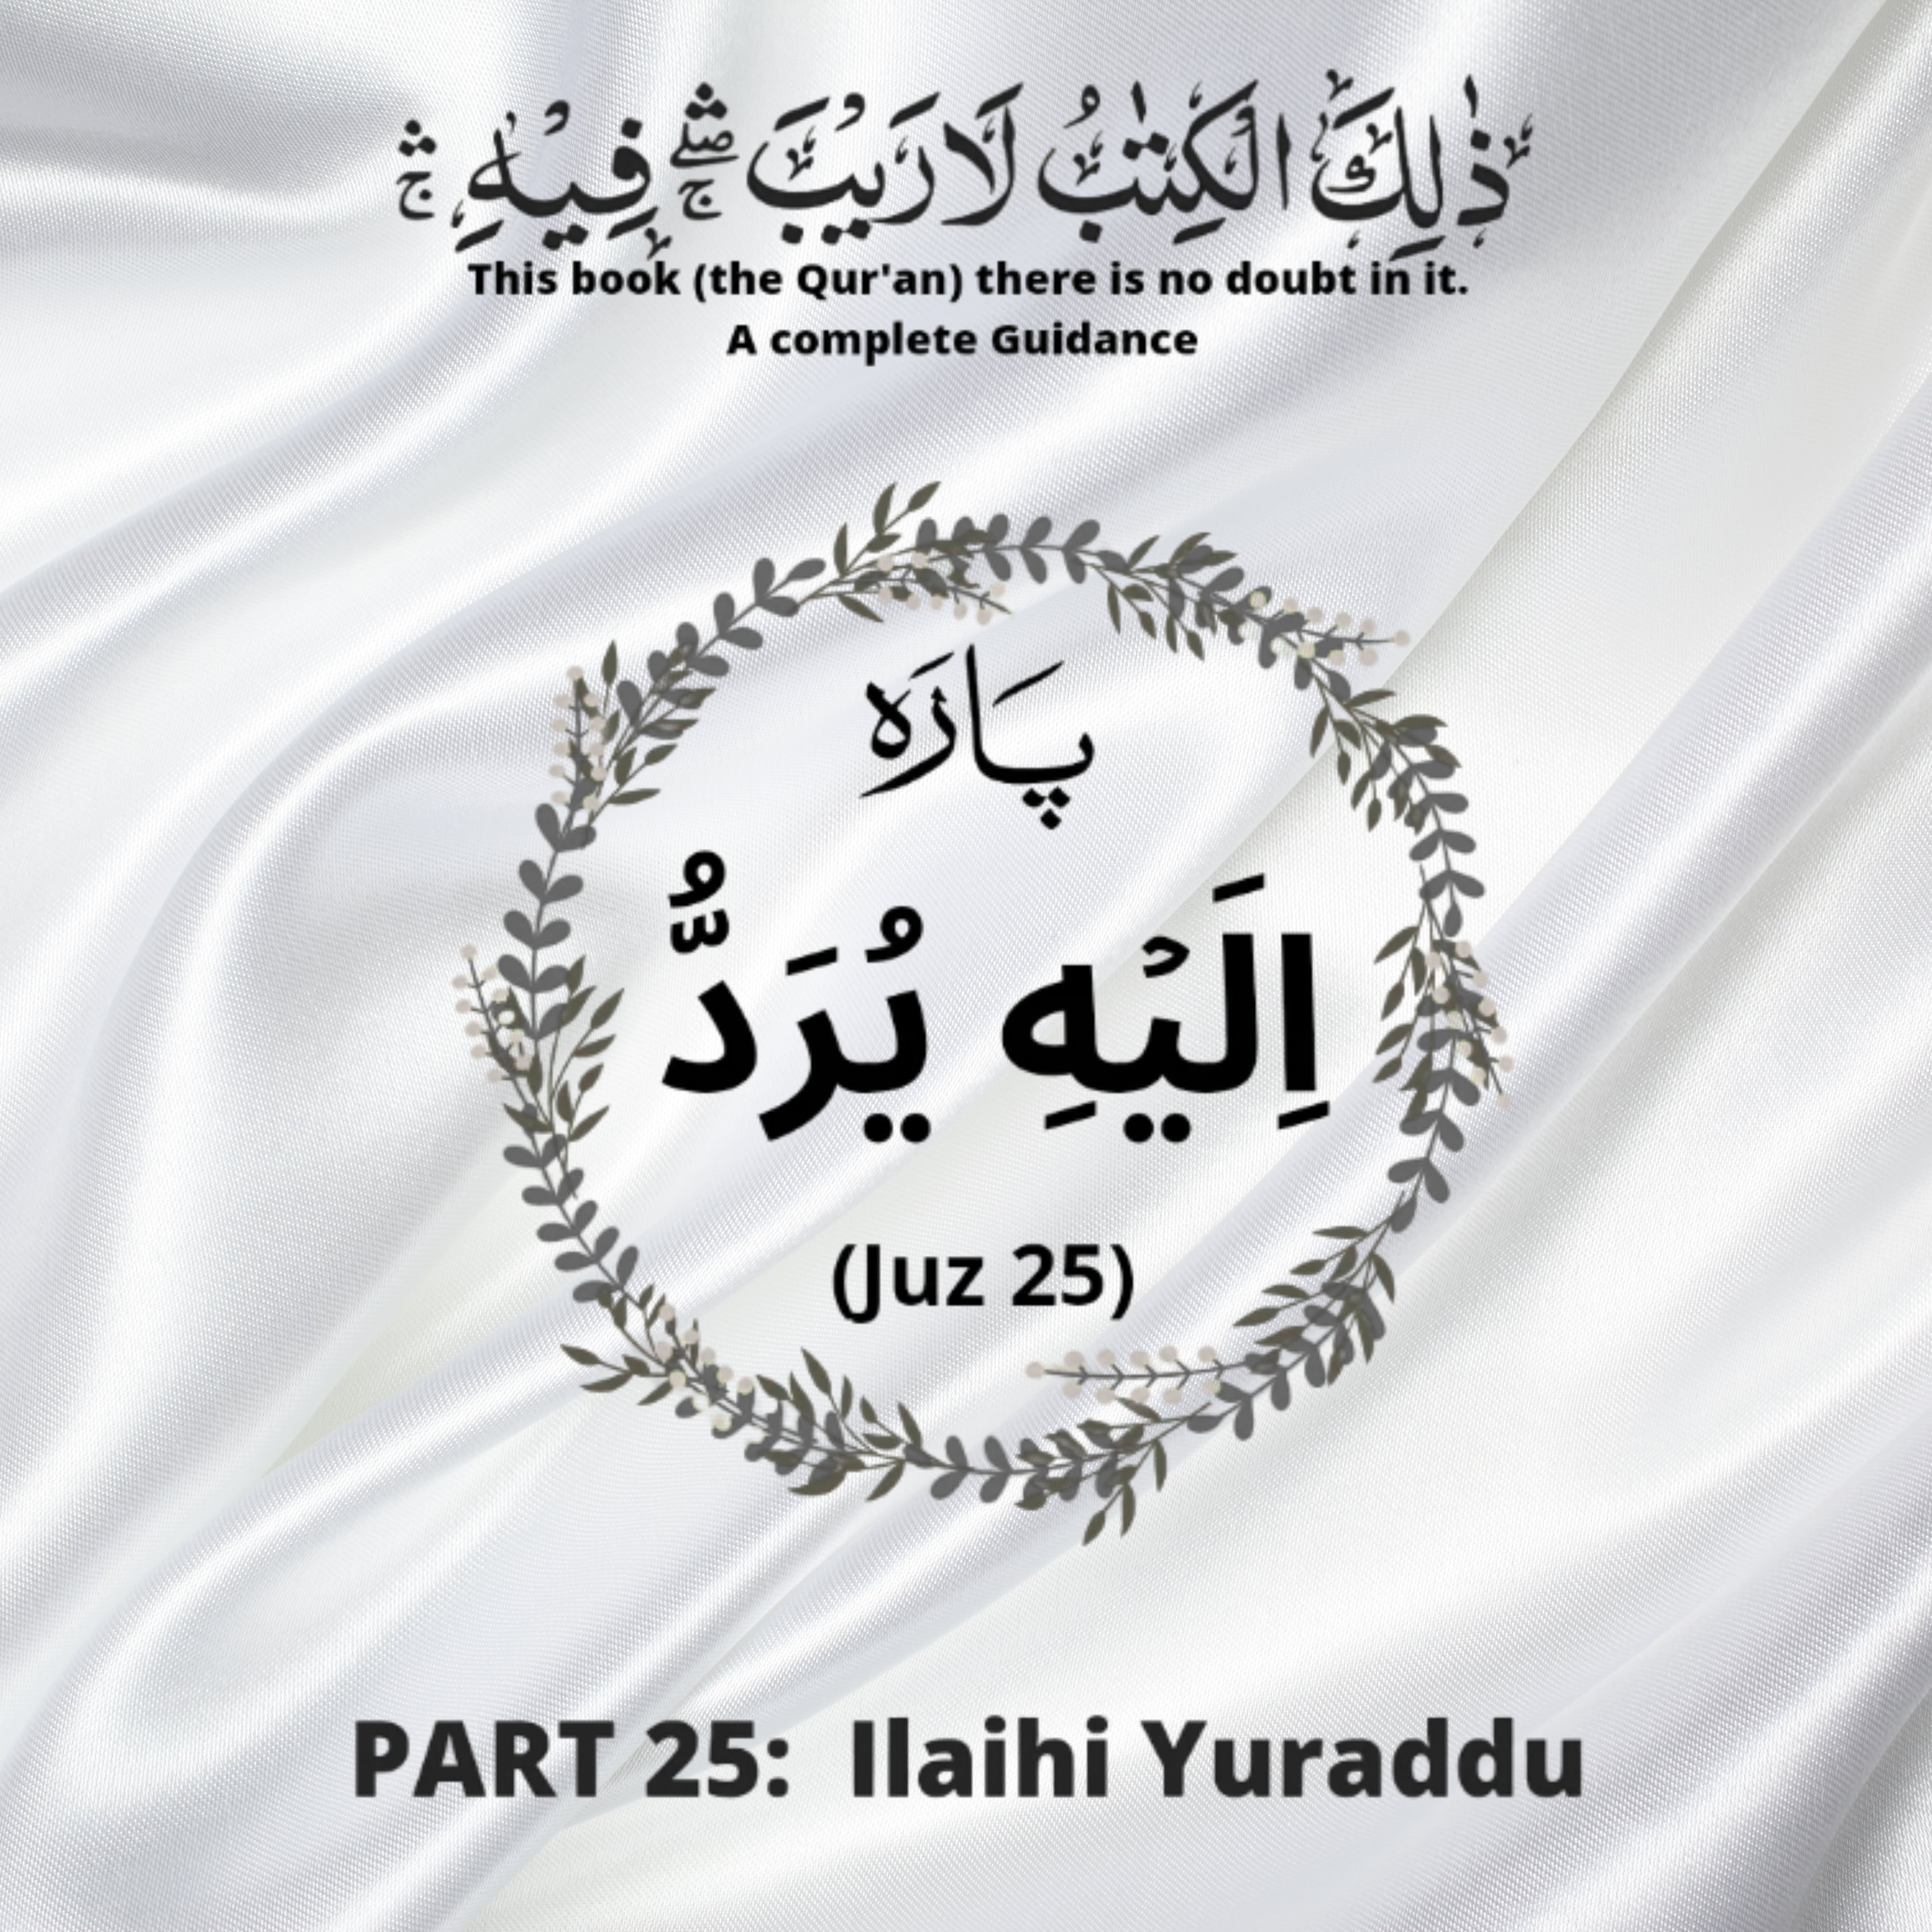 ذٰلِكَ الْكِتٰبُ لَا رَيْبَ ۛۖۚ فِيْهِ ۛۚ
This book (the Qur'an) there is no doubt in it.
A complete Guidance
پَارَہ
اِلَيْهِ يُرَدُّ
(Juz 25)
PART 25: Ilaihi Yuraddu